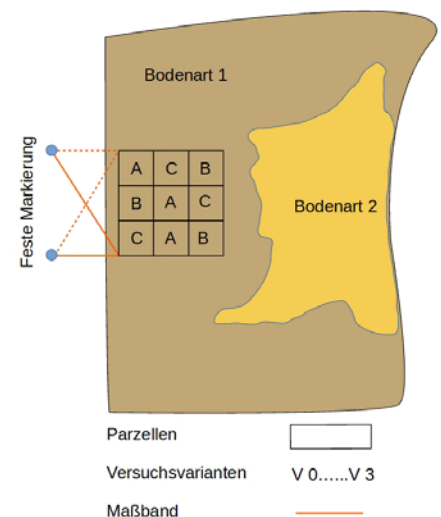 Bodenart 1
Feste Markierung
A C B
B A C
C A B
Bodenart 2
Parzellen
Versuchsvarianten V 0......V 3
Maßband